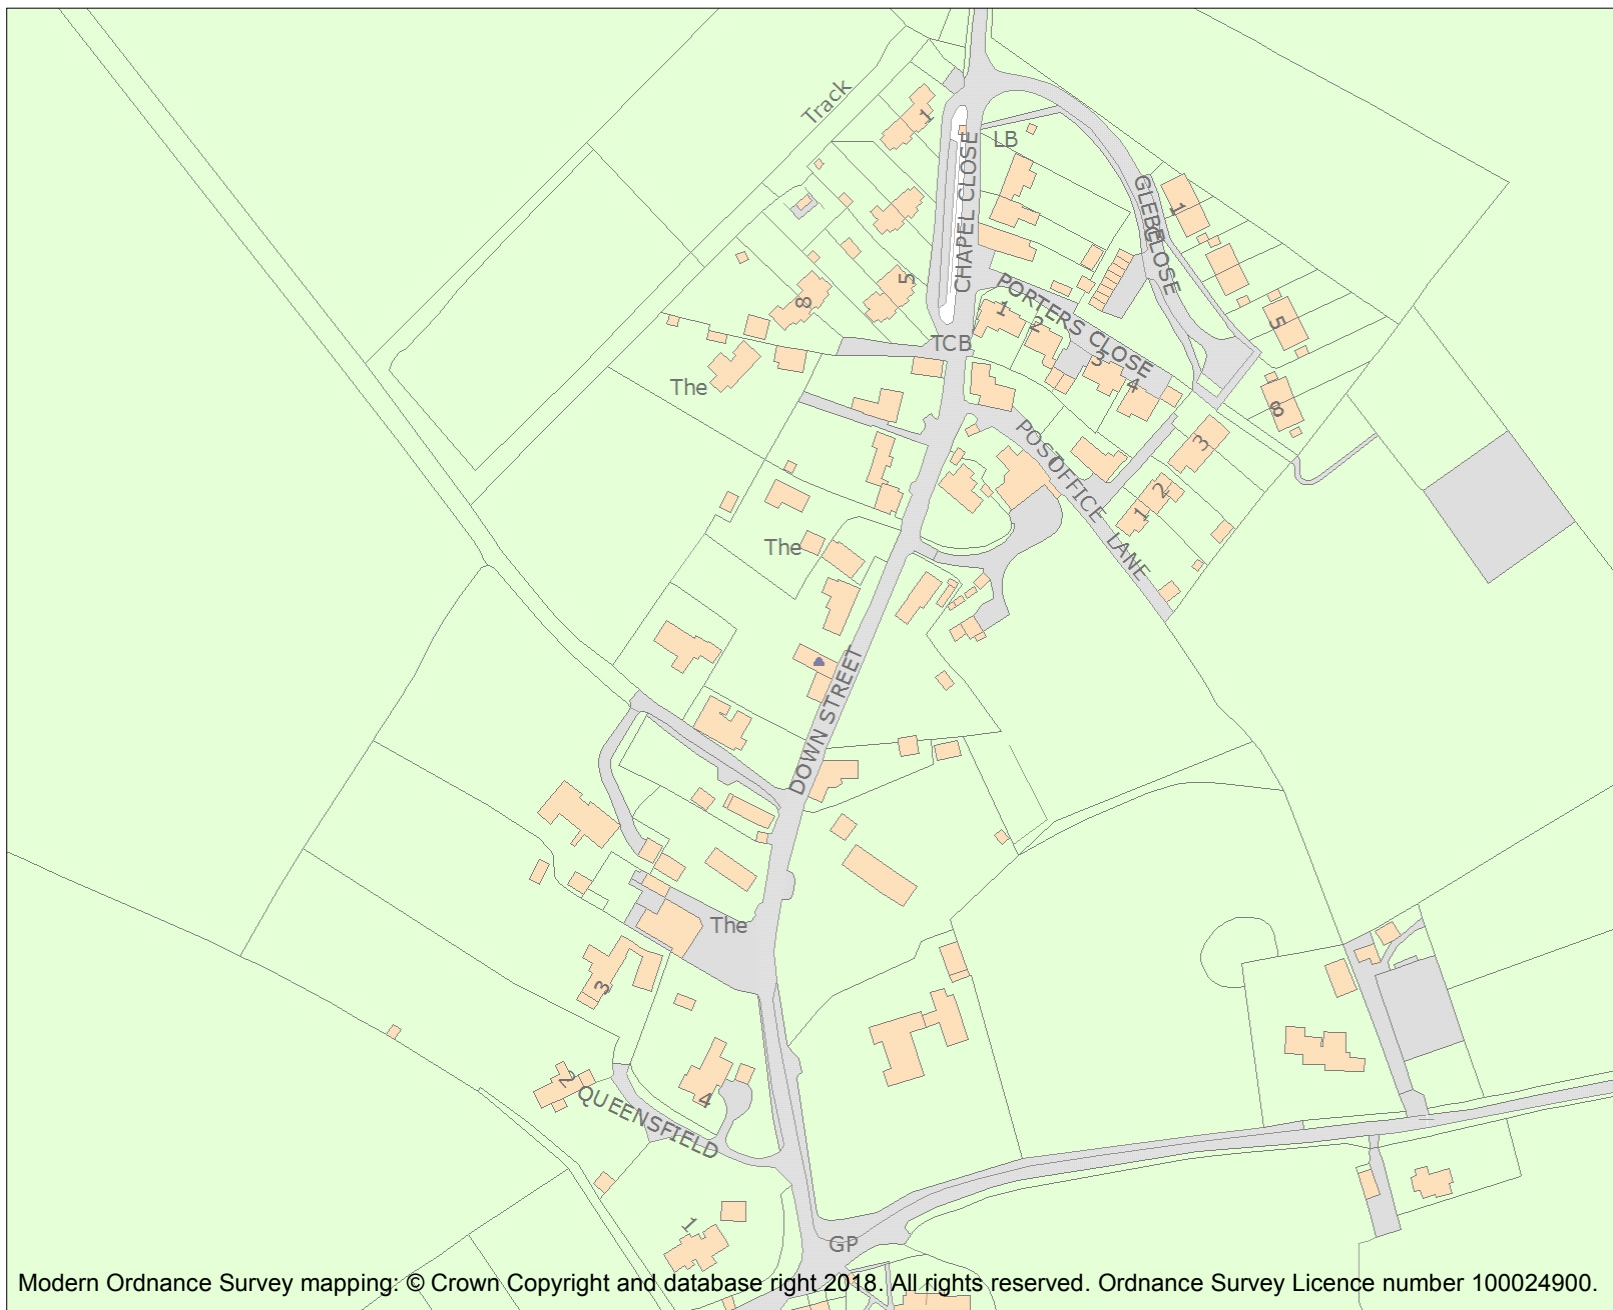 Track
1
LB
CHAPEL CLOSE
GLEBE CLOSE
1
5
8
PORTERS CLOSE
1
2
3
4
5
TCB
The
8
POST OFFICE LANE
3
2
1
The
DOWN STREET
The
3
2
QUEENSFIELD
4
1
GP
Modern Ordnance Survey mapping: © Crown Copyright and database right 2018. All rights reserved. Ordnance Survey Licence number 100024900.